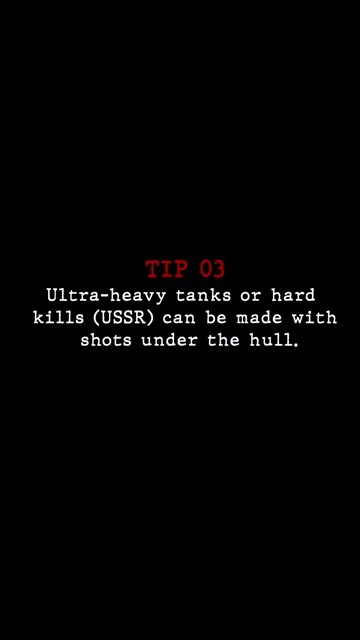 TIP 03
Ultra-heavy tanks or hard
kills (USSR) can be made with
shots under the hull.